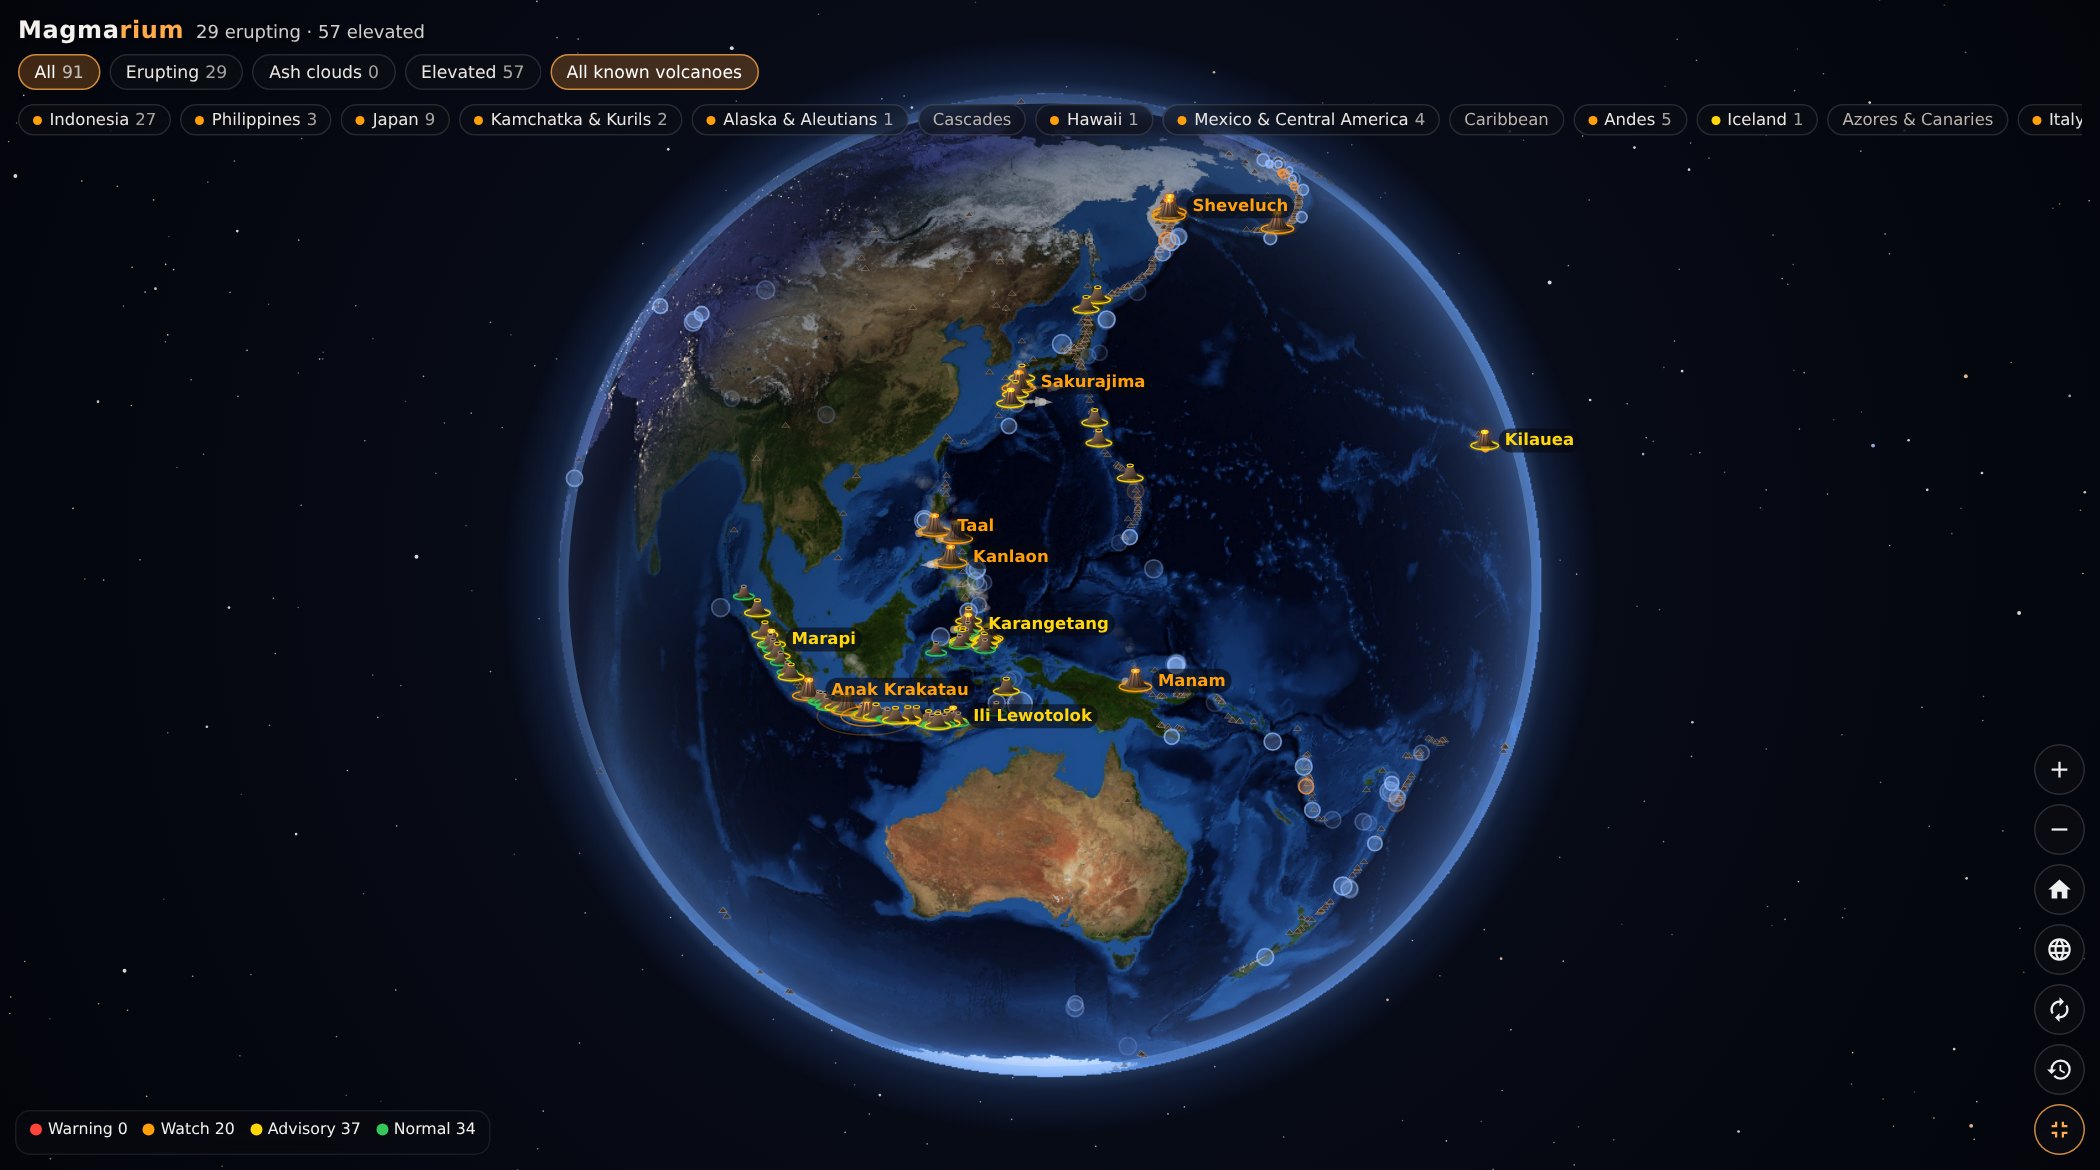 Magmarium 29 erupting · 57 elevated
All 91 Erupting 29 Ash clouds 0 Elevated 57 All known volcanoes
Indonesia 27 Philippines 3 Japan 9 Kamchatka & Kurils 2 Alaska & Aleutians 1 Cascades Hawaii 1 Mexico & Central America 4 Caribbean Andes 5 Iceland 1 Azores & Canaries Italy
Sheveluch
Sakurajima
Kilauea
Taal
Kanlaon
Karangetang
Marapi
Manam
Anak Krakatau
Ili Lewotolok
Warning 0 Watch 20 Advisory 37 Normal 34